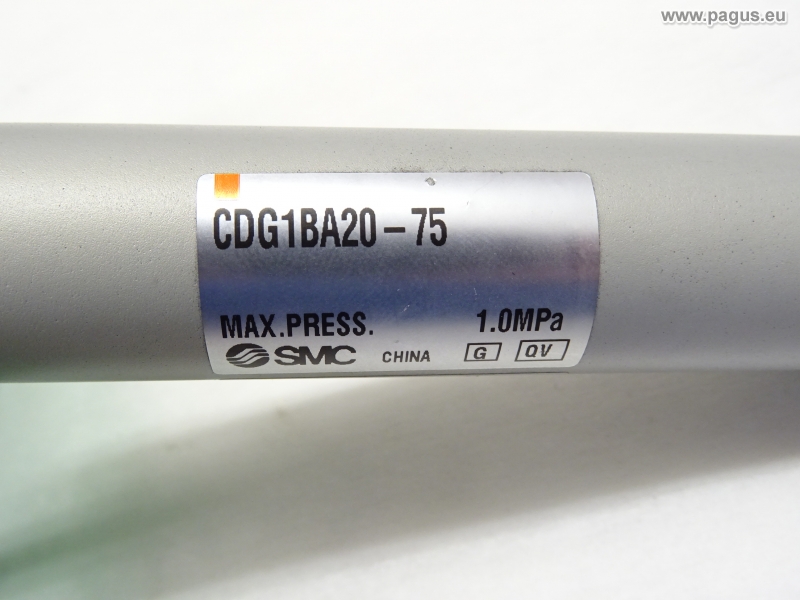 www.pagus.eu
CDG1BA20-75
MAX.PRESS. 1.0MPa
SMC CHINA G QV